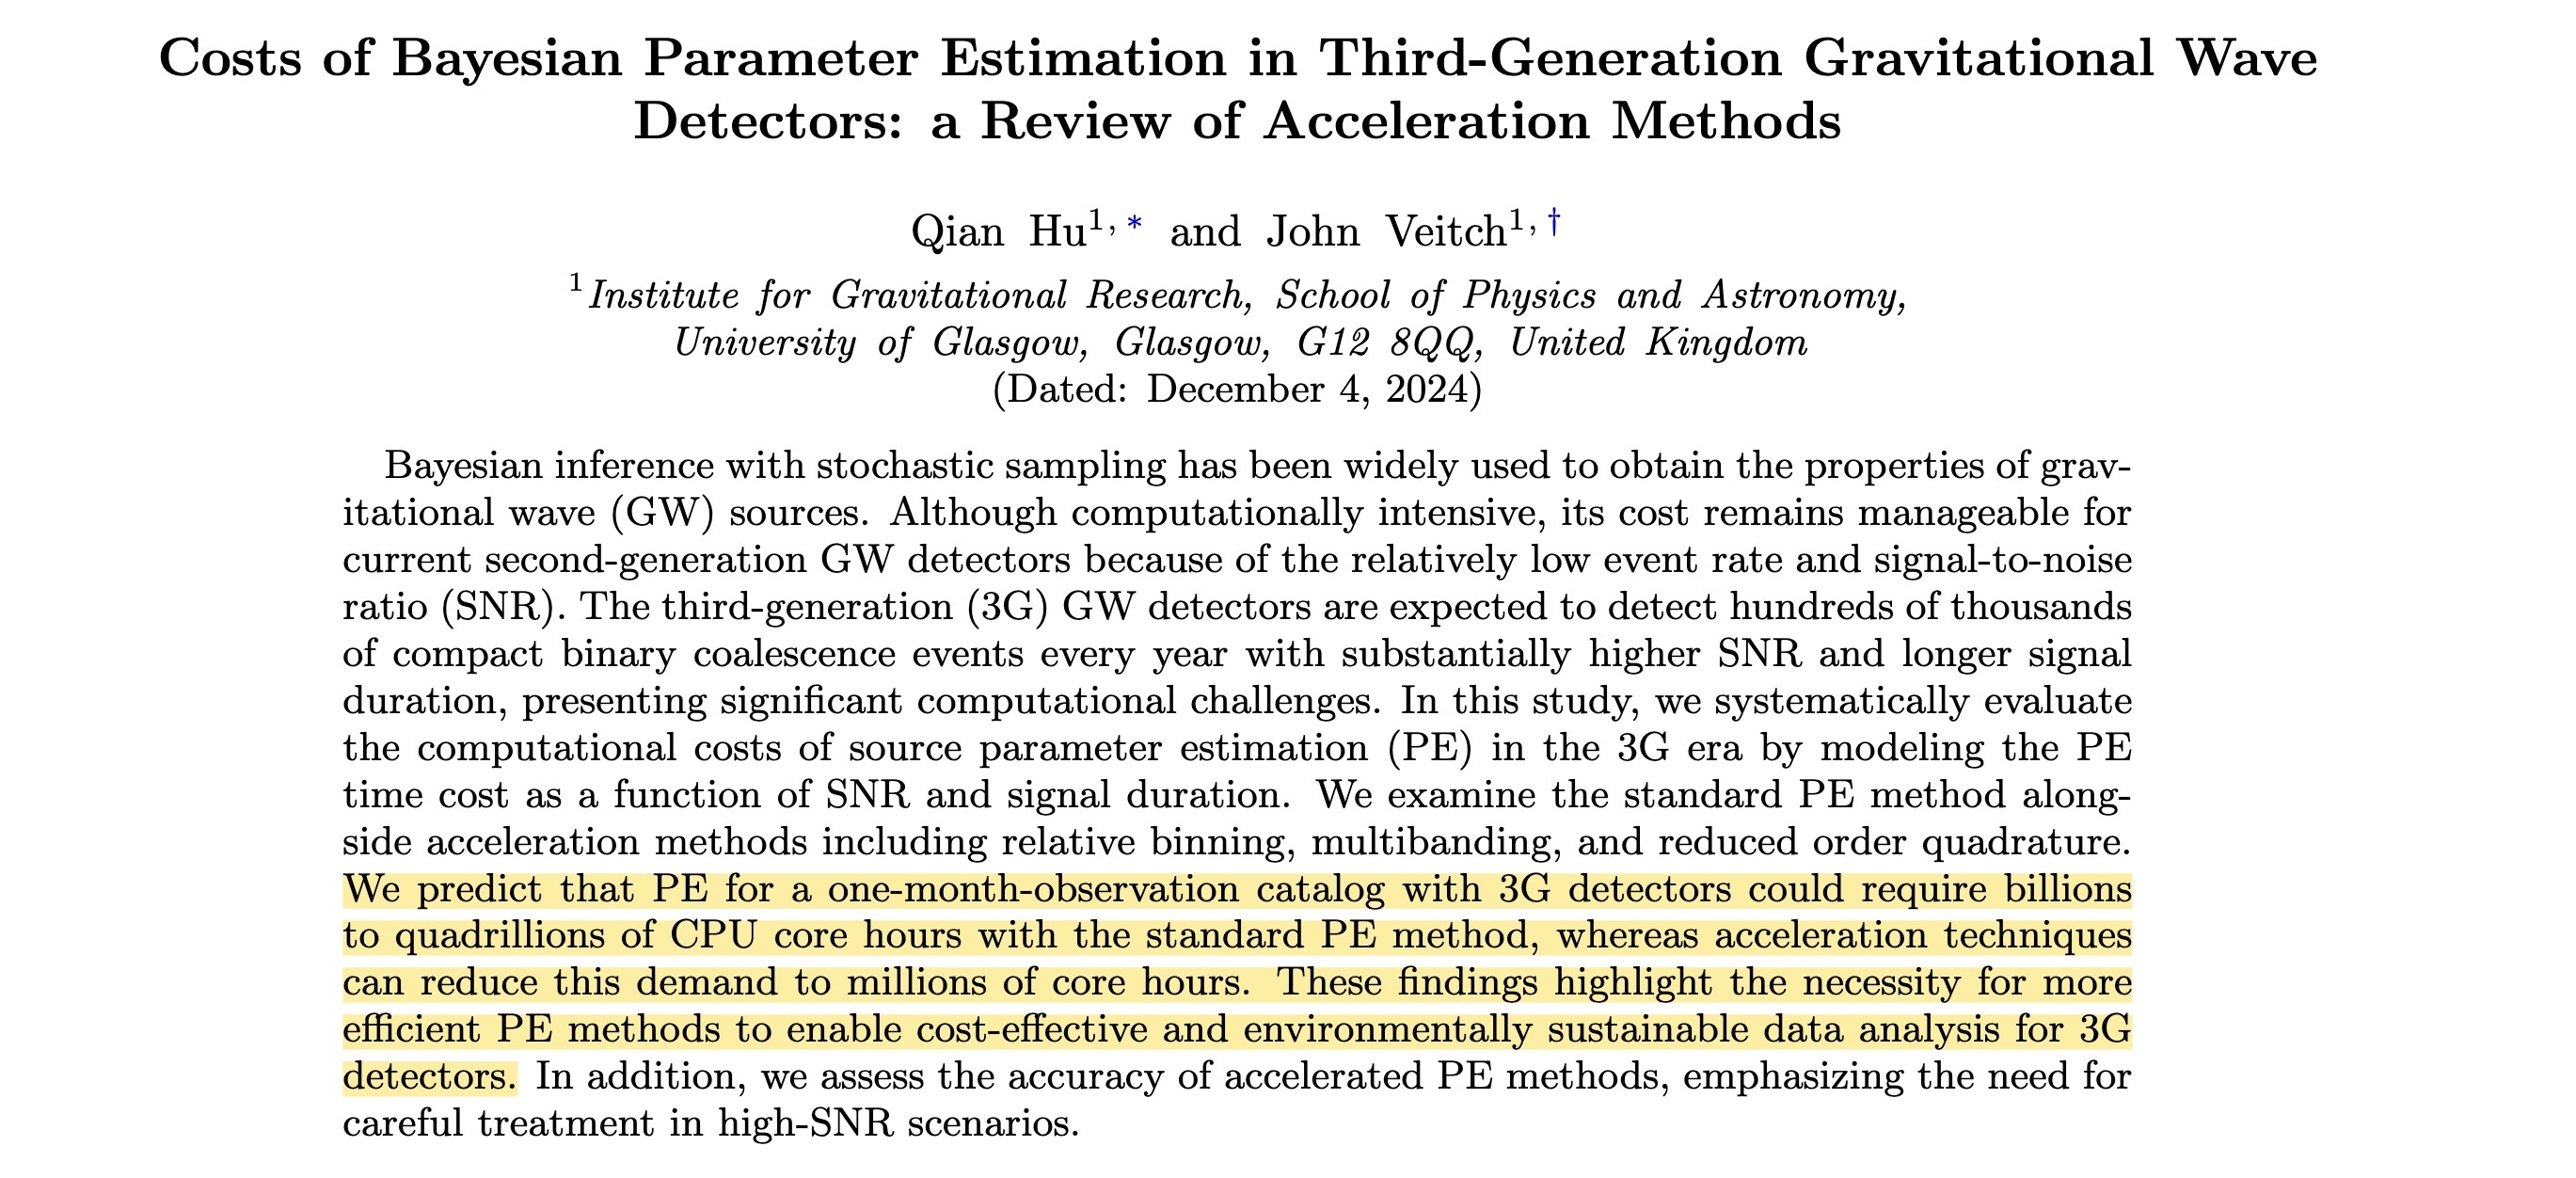 Costs of Bayesian Parameter Estimation in Third-Generation Gravitational Wave
Detectors: a Review of Acceleration Methods
Qian Hu1, * and John Veitch1, †
1Institute for Gravitational Research, School of Physics and Astronomy,
University of Glasgow, Glasgow, G12 8QQ, United Kingdom
(Dated: December 4, 2024)
Bayesian inference with stochastic sampling has been widely used to obtain the properties of grav-
itational wave (GW) sources. Although computationally intensive, its cost remains manageable for
current second-generation GW detectors because of the relatively low event rate and signal-to-noise
ratio (SNR). The third-generation (3G) GW detectors are expected to detect hundreds of thousands
of compact binary coalescence events every year with substantially higher SNR and longer signal
duration, presenting significant computational challenges. In this study, we systematically evaluate
the computational costs of source parameter estimation (PE) in the 3G era by modeling the PE
time cost as a function of SNR and signal duration. We examine the standard PE method along-
side acceleration methods including relative binning, multibanding, and reduced order quadrature.
We predict that PE for a one-month-observation catalog with 3G detectors could require billions
to quadrillions of CPU core hours with the standard PE method, whereas acceleration techniques
can reduce this demand to millions of core hours. These findings highlight the necessity for more
efficient PE methods to enable cost-effective and environmentally sustainable data analysis for 3G
detectors. In addition, we assess the accuracy of accelerated PE methods, emphasizing the need for
careful treatment in high-SNR scenarios.